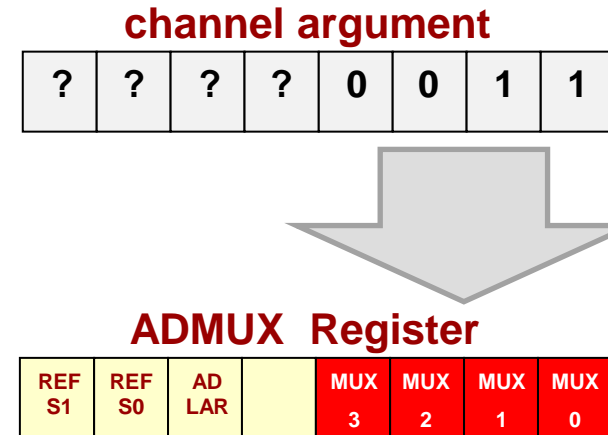 channel argument
? ? ? ? 0 0 1 1
ADMUX Register
REF REF AD MUX MUX MUX MUX
S1 S0 LAR 3 2 1 0